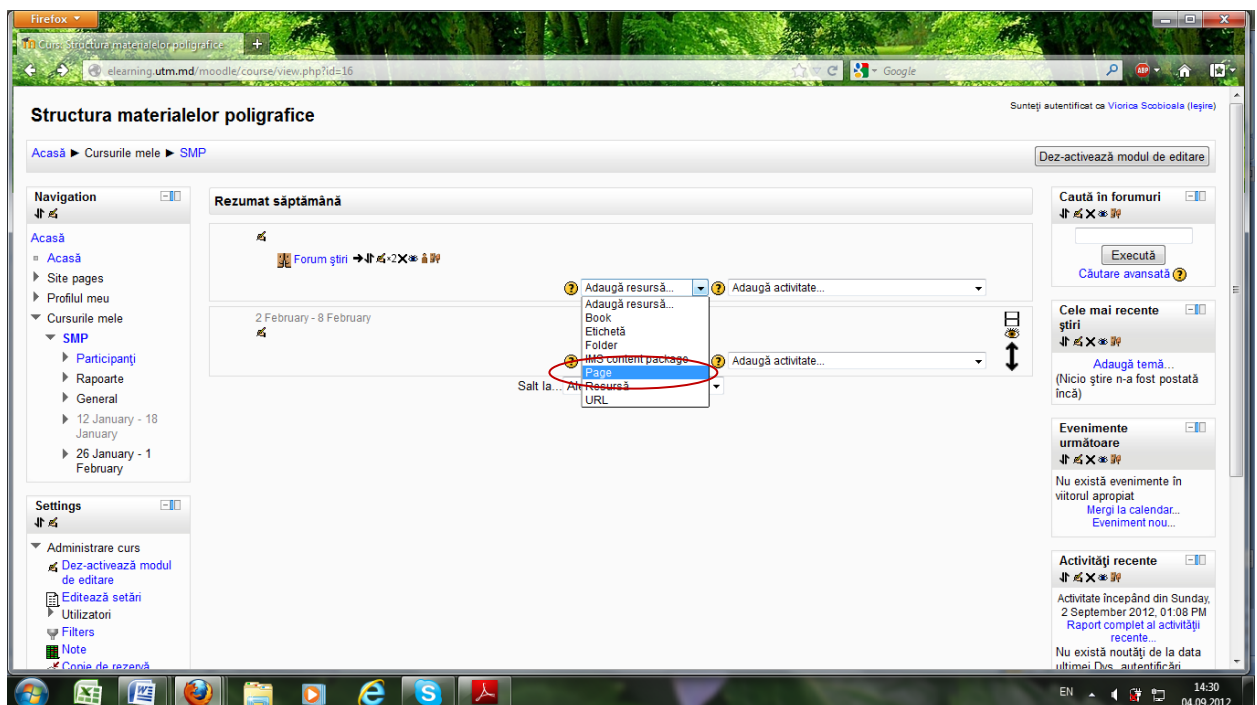 Firefox
Curs: Structura materialelor poligrafice
elearning.utm.md/moodle/course/view.php?id=16
Google
ABP
Structura materialelor poligrafice
Sunteți autentificat ca Viorica Scobioala (Ieşire)
Acasă ► Cursurile mele ► SMP
Dez-activează modul de editare
Navigation
Acasă
Acasă
Site pages
Profilul meu
Cursurile mele
SMP
Participanţi
Rapoarte
General
12 January - 18
January
26 January - 1
February
Settings
Administrare curs
Dez-activează modul
de editare
Editează setări
Utilizatori
Filters
Note
Copie de rezervă
Rezumat săptămână
Forum ştiri
Adaugă resursă...
Adaugă activitate...
Adaugă resursă...
Book
Etichetă
Folder
IMS content package
Page
Resursă
URL
2 February - 8 February
Adaugă activitate...
Salt la...
Caută în forumuri
Execută
Căutare avansată
Cele mai recente
ştiri
Adaugă temă...
(Nicio ştire n-a fost postată
încă)
Evenimente
următoare
Nu există evenimente în
viitorul apropiat
Mergi la calendar...
Eveniment nou...
Activităţi recente
Activitate începând din Sunday,
2 September 2012, 01:08 PM
Raport complet al activităţii
recente...
Nu există noutăţi de la data
ultimei Dvs. autentificări
EN
14:30
04.09.2012